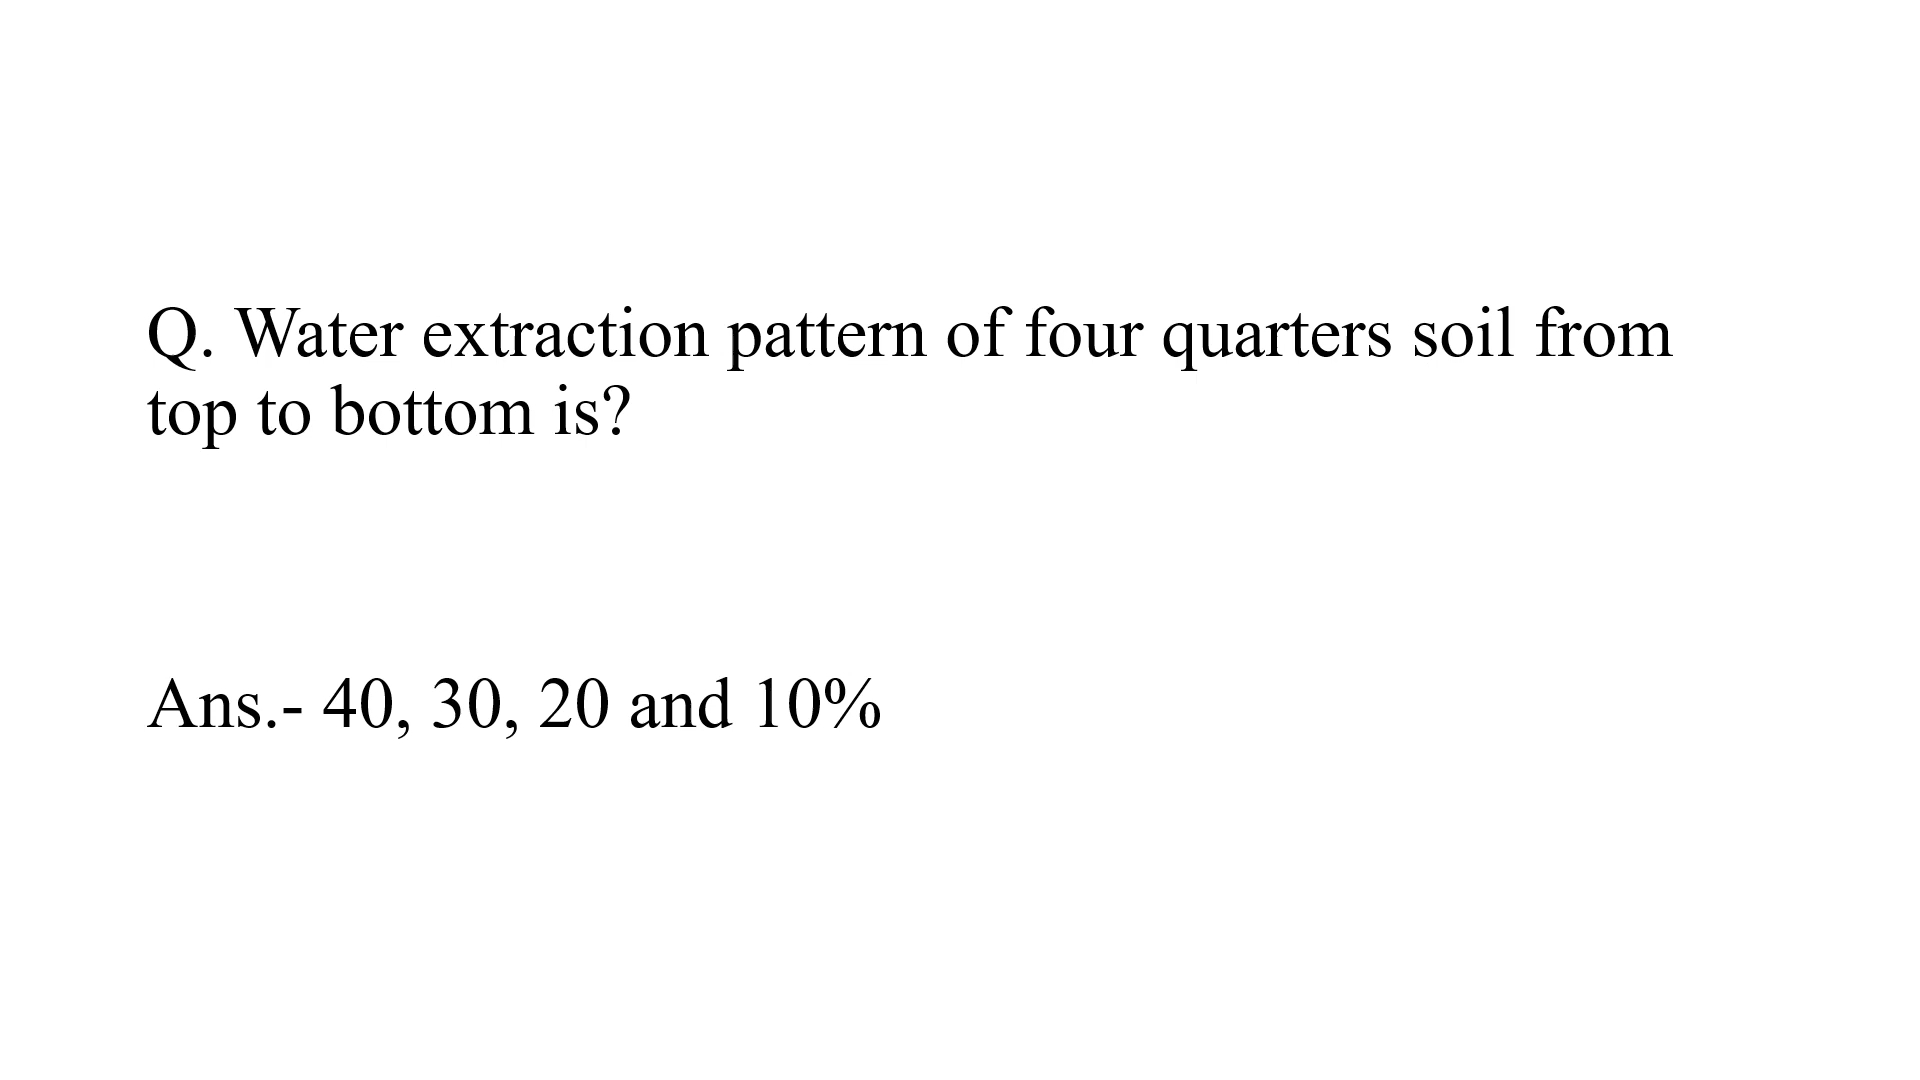 Q. Water extraction pattern of four quarters soil from
top to bottom is?
Ans.- 40, 30, 20 and 10%